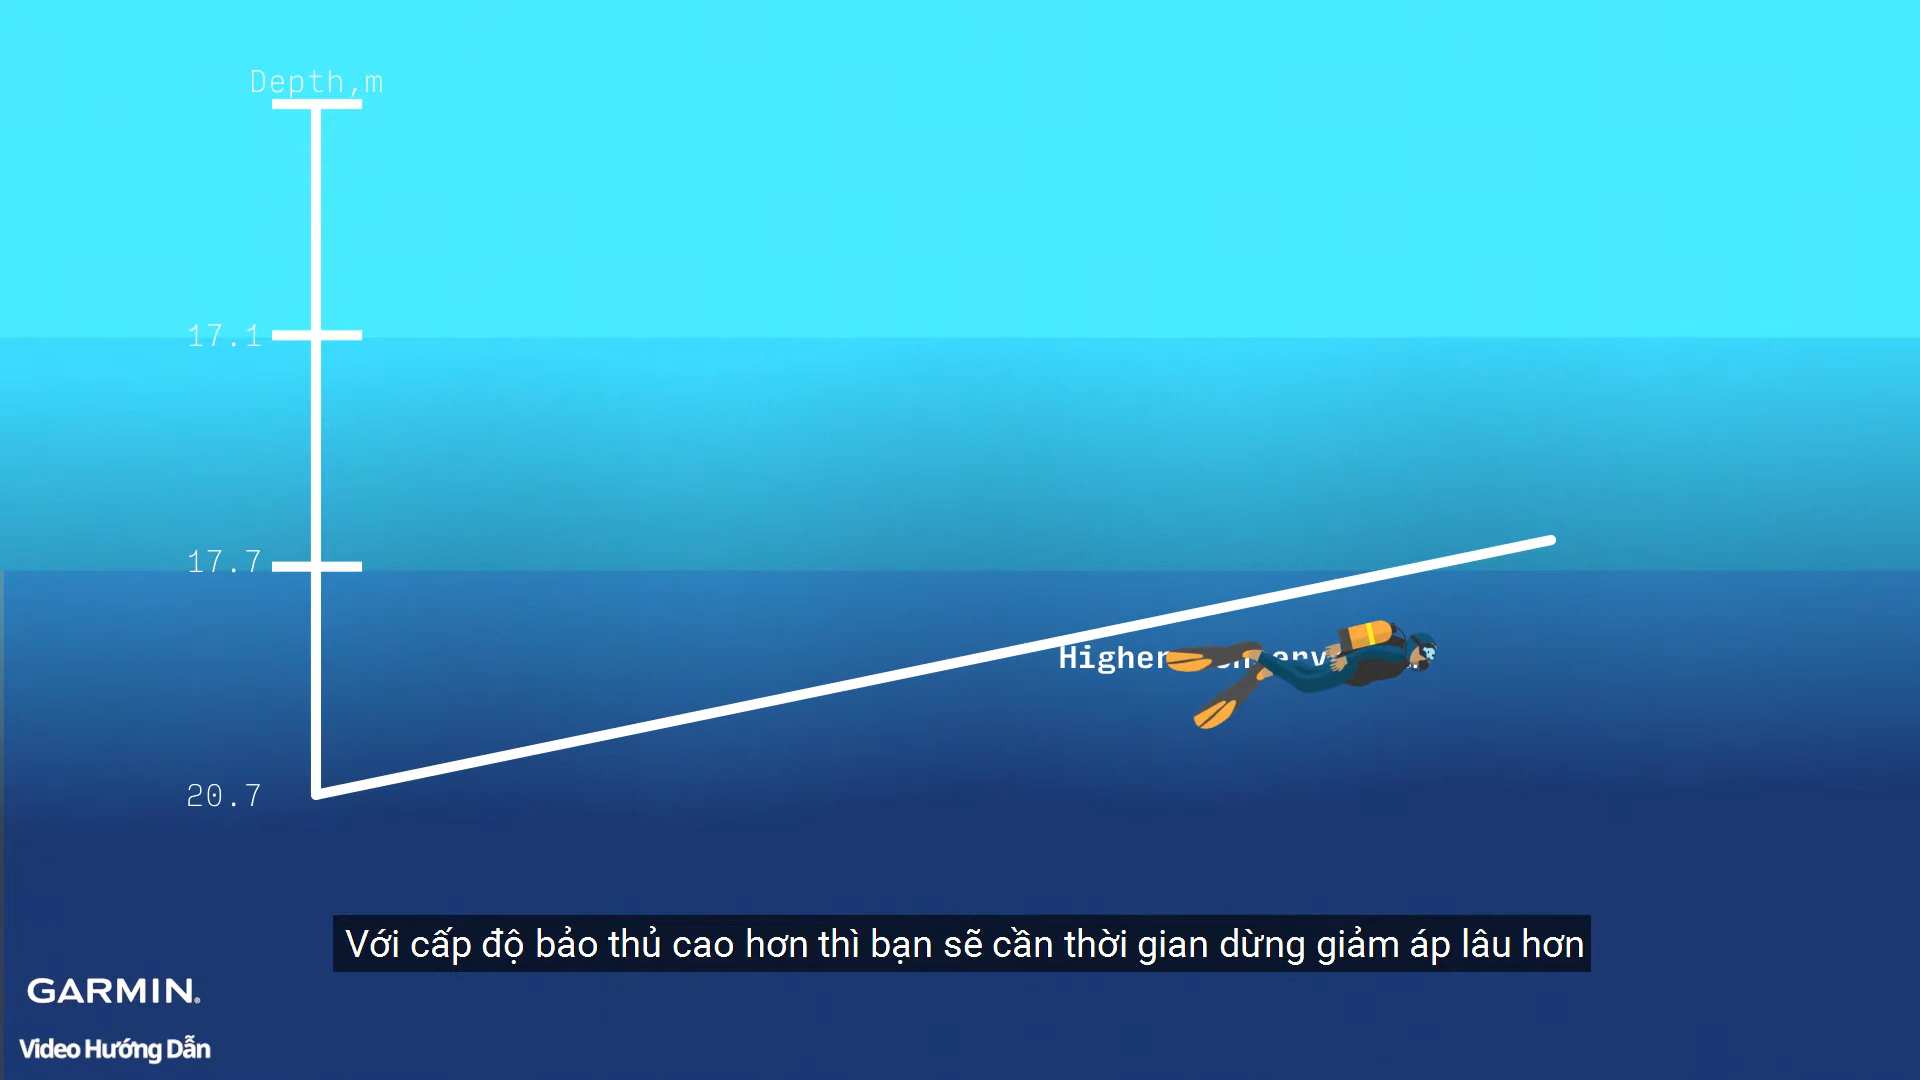 Depth,m
17.1
17.7
Higher
20.7
Với cấp độ bảo thủ cao hơn thì bạn sẽ cần thời gian dừng giảm áp lâu hơn
GARMIN®
Video Hướng Dẫn